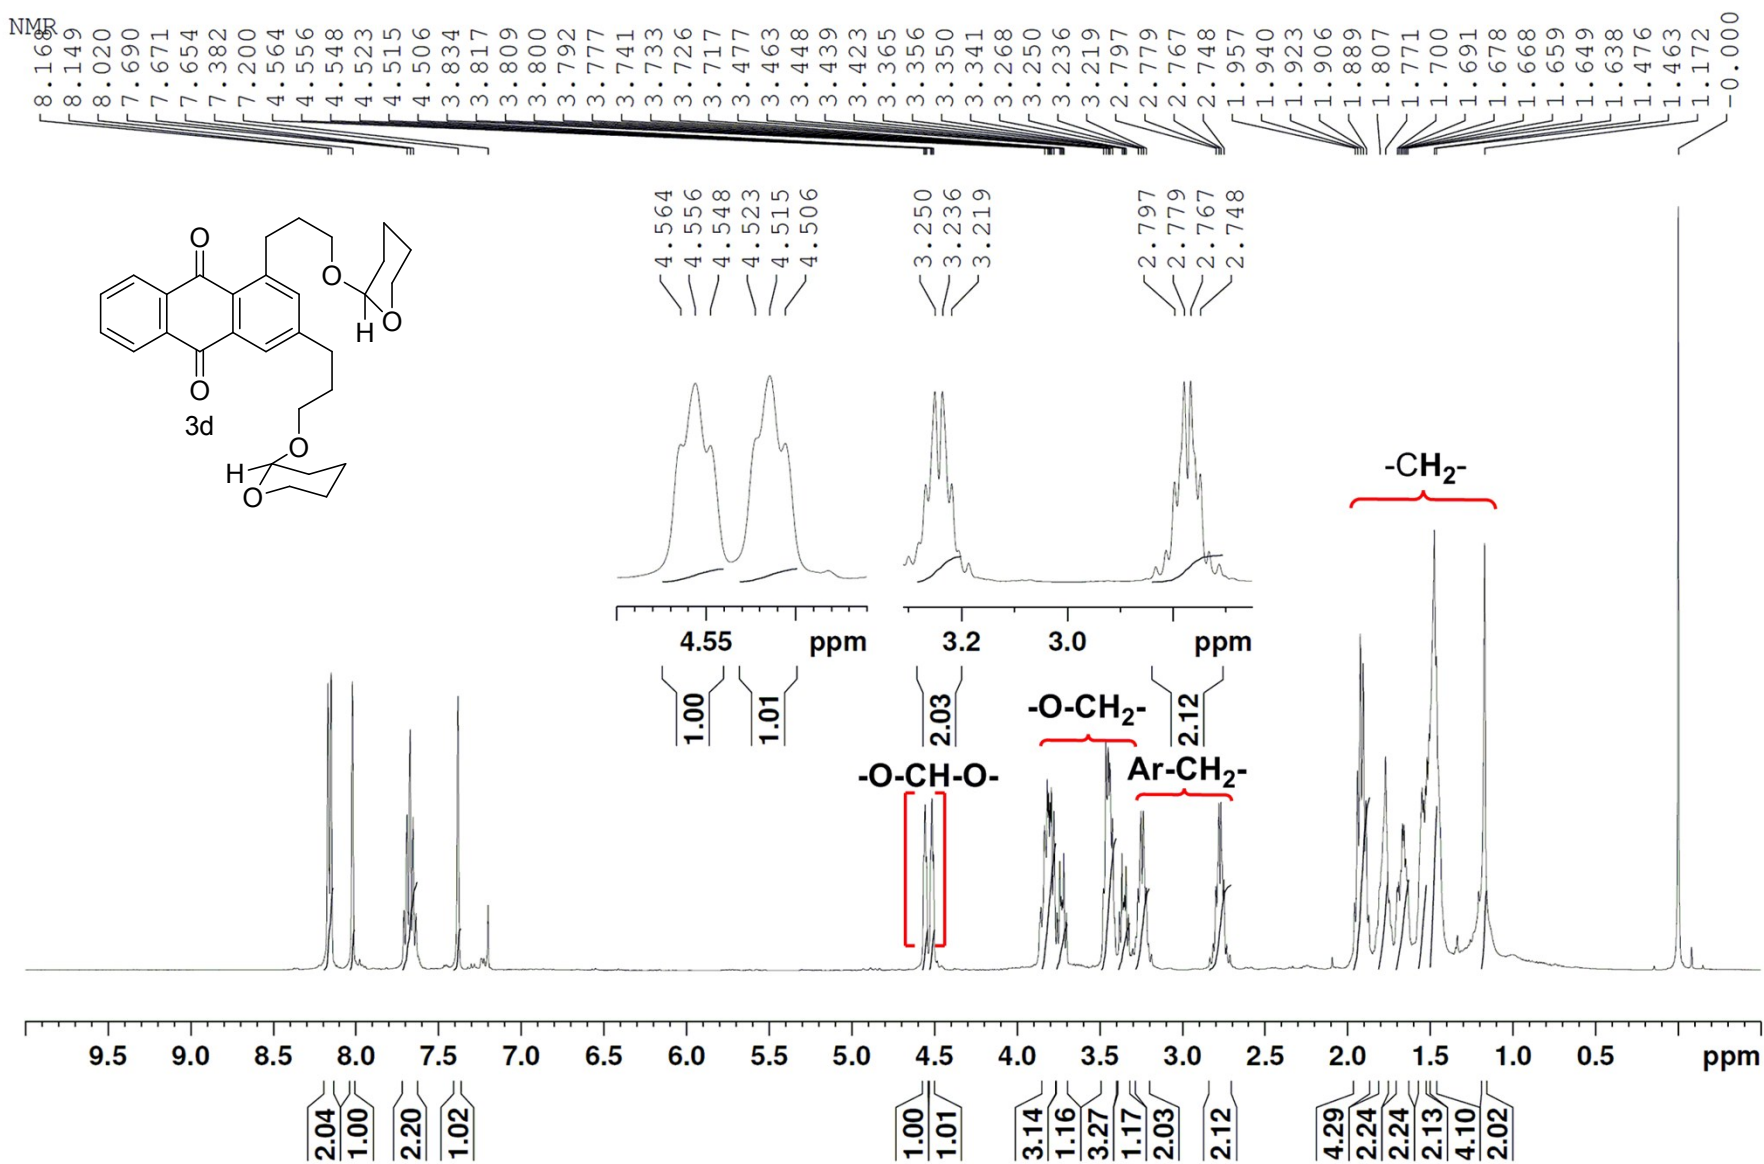 NMR
8.168 8.149 8.020 7.690 7.671 7.654 7.382 7.200 4.564 4.556 4.548 4.523 4.515 4.506 3.834 3.817 3.809 3.800 3.792 3.777 3.741 3.733 3.726 3.717 3.477 3.463 3.448 3.439 3.423 3.365 3.356 3.350 3.341 3.268 3.250 3.236 3.219 2.797 2.779 2.767 2.748 1.957 1.940 1.923 1.906 1.889 1.807 1.771 1.700 1.691 1.678 1.668 1.659 1.649 1.638 1.476 1.463 1.172 -0.000
4.564 4.556 4.548 4.523 4.515 4.506
3.250 3.236 3.219
2.797 2.779 2.767 2.748
O
O
H
O
O
3d
O
H
O
4.55 ppm
3.2 3.0 ppm
1.00 1.01 2.03 2.12
-CH2-
-O-CH2-
-O-CH-O-
Ar-CH2-
9.5 9.0 8.5 8.0 7.5 7.0 6.5 6.0 5.5 5.0 4.5 4.0 3.5 3.0 2.5 2.0 1.5 1.0 0.5 ppm
2.04 1.00 2.20 1.02 1.00 1.01 3.14 1.16 3.27 1.17 2.03 2.12 4.29 2.24 2.24 2.13 4.10 2.02